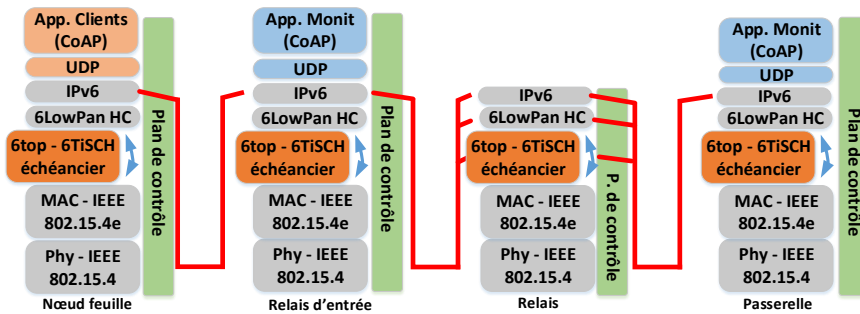 App. Clients
(CoAP)
UDP
IPv6
6LowPan HC
6top - 6TiSCH
échéancier
MAC - IEEE
802.15.4e
Phy - IEEE
802.15.4
Plan de contrôle
Nœud feuille
App. Monit
(CoAP)
UDP
IPv6
6LowPan HC
6top - 6TiSCH
échéancier
MAC - IEEE
802.15.4e
Phy - IEEE
802.15.4
Plan de contrôle
Relais d'entrée
IPv6
6LowPan HC
6top - 6TiSCH
échéancier
MAC - IEEE
802.15.4e
Phy - IEEE
802.15.4
P. de contrôle
Relais
App. Monit
(CoAP)
UDP
IPv6
6LowPan HC
6top - 6TiSCH
échéancier
MAC - IEEE
802.15.4e
Phy - IEEE
802.15.4
Plan de contrôle
Passerelle